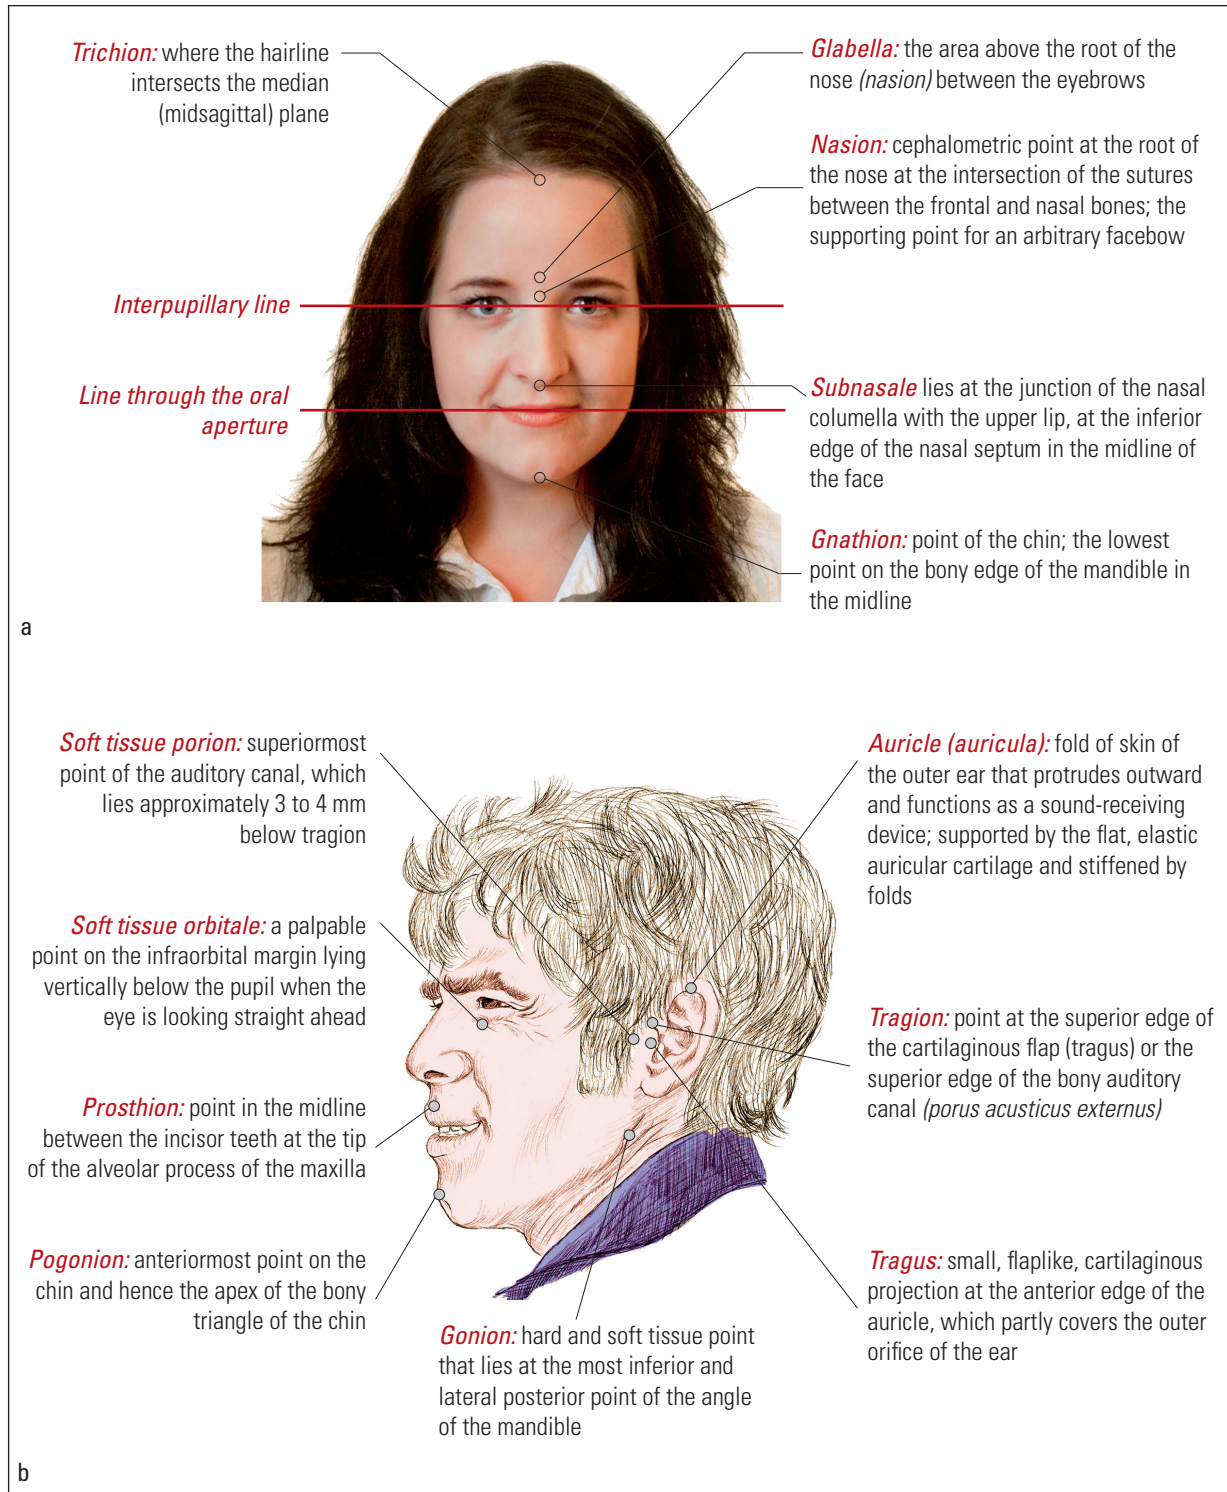 Trichion: where the hairline
intersects the median
(midsagittal) plane
Glabella: the area above the root of the
nose (nasion) between the eyebrows
Nasion: cephalometric point at the root of
the nose at the intersection of the sutures
between the frontal and nasal bones; the
supporting point for an arbitrary facebow
Interpupillary line
Line through the oral
aperture
Subnasale lies at the junction of the nasal
columella with the upper lip, at the inferior
edge of the nasal septum in the midline of
the face
Gnathion: point of the chin; the lowest
point on the bony edge of the mandible in
the midline
a
Soft tissue porion: superiormost
point of the auditory canal, which
lies approximately 3 to 4 mm
below tragion
Auricle (auricula): fold of skin of
the outer ear that protrudes outward
and functions as a sound-receiving
device; supported by the flat, elastic
auricular cartilage and stiffened by
folds
Soft tissue orbitale: a palpable
point on the infraorbital margin lying
vertically below the pupil when the
eye is looking straight ahead
Tragion: point at the superior edge of
the cartilaginous flap (tragus) or the
superior edge of the bony auditory
canal (porus acusticus externus)
Prosthion: point in the midline
between the incisor teeth at the tip
of the alveolar process of the maxilla
Pogonion: anteriormost point on the
chin and hence the apex of the bony
triangle of the chin
Tragus: small, flaplike, cartilaginous
projection at the anterior edge of the
auricle, which partly covers the outer
orifice of the ear
Gonion: hard and soft tissue point
that lies at the most inferior and
lateral posterior point of the angle
of the mandible
b